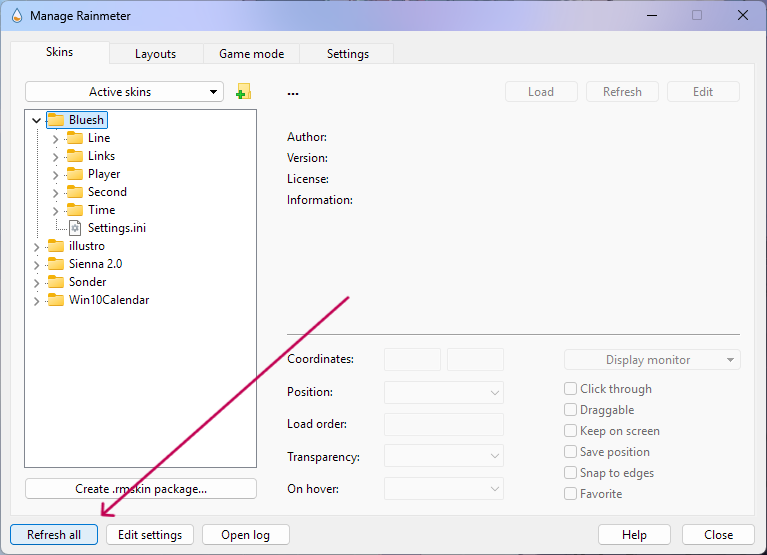 Manage Rainmeter
Skins Layouts Game mode Settings
Active skins
... Load Refresh Edit
Bluesh
Line
Links
Player
Second
Time
Settings.ini
illustro
Sienna 2.0
Sonder
Win10Calendar
Author:
Version:
License:
Information:
Coordinates: Display monitor
Position: Click through
Draggable
Load order: Keep on screen
Transparency: Save position
Snap to edges
On hover: Favorite
Create .rmskin package...
Refresh all Edit settings Open log Help Close